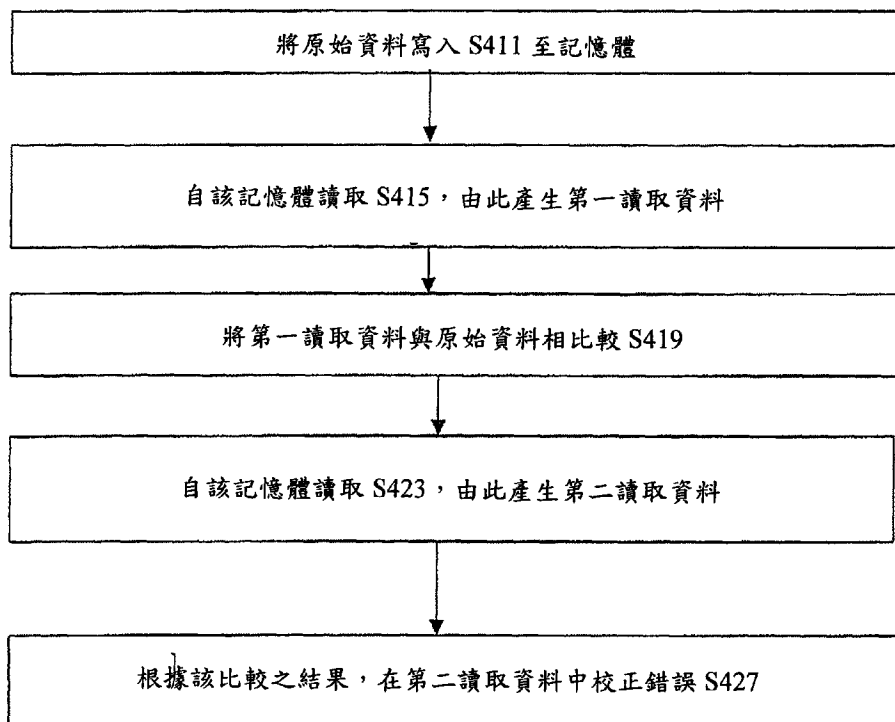 將原始資料寫入 S411 至記憶體
自該記憶體讀取 S415，由此產生第一讀取資料
將第一讀取資料與原始資料相比較 S419
自該記憶體讀取 S423，由此產生第二讀取資料
根據該比較之結果，在第二讀取資料中校正錯誤 S427